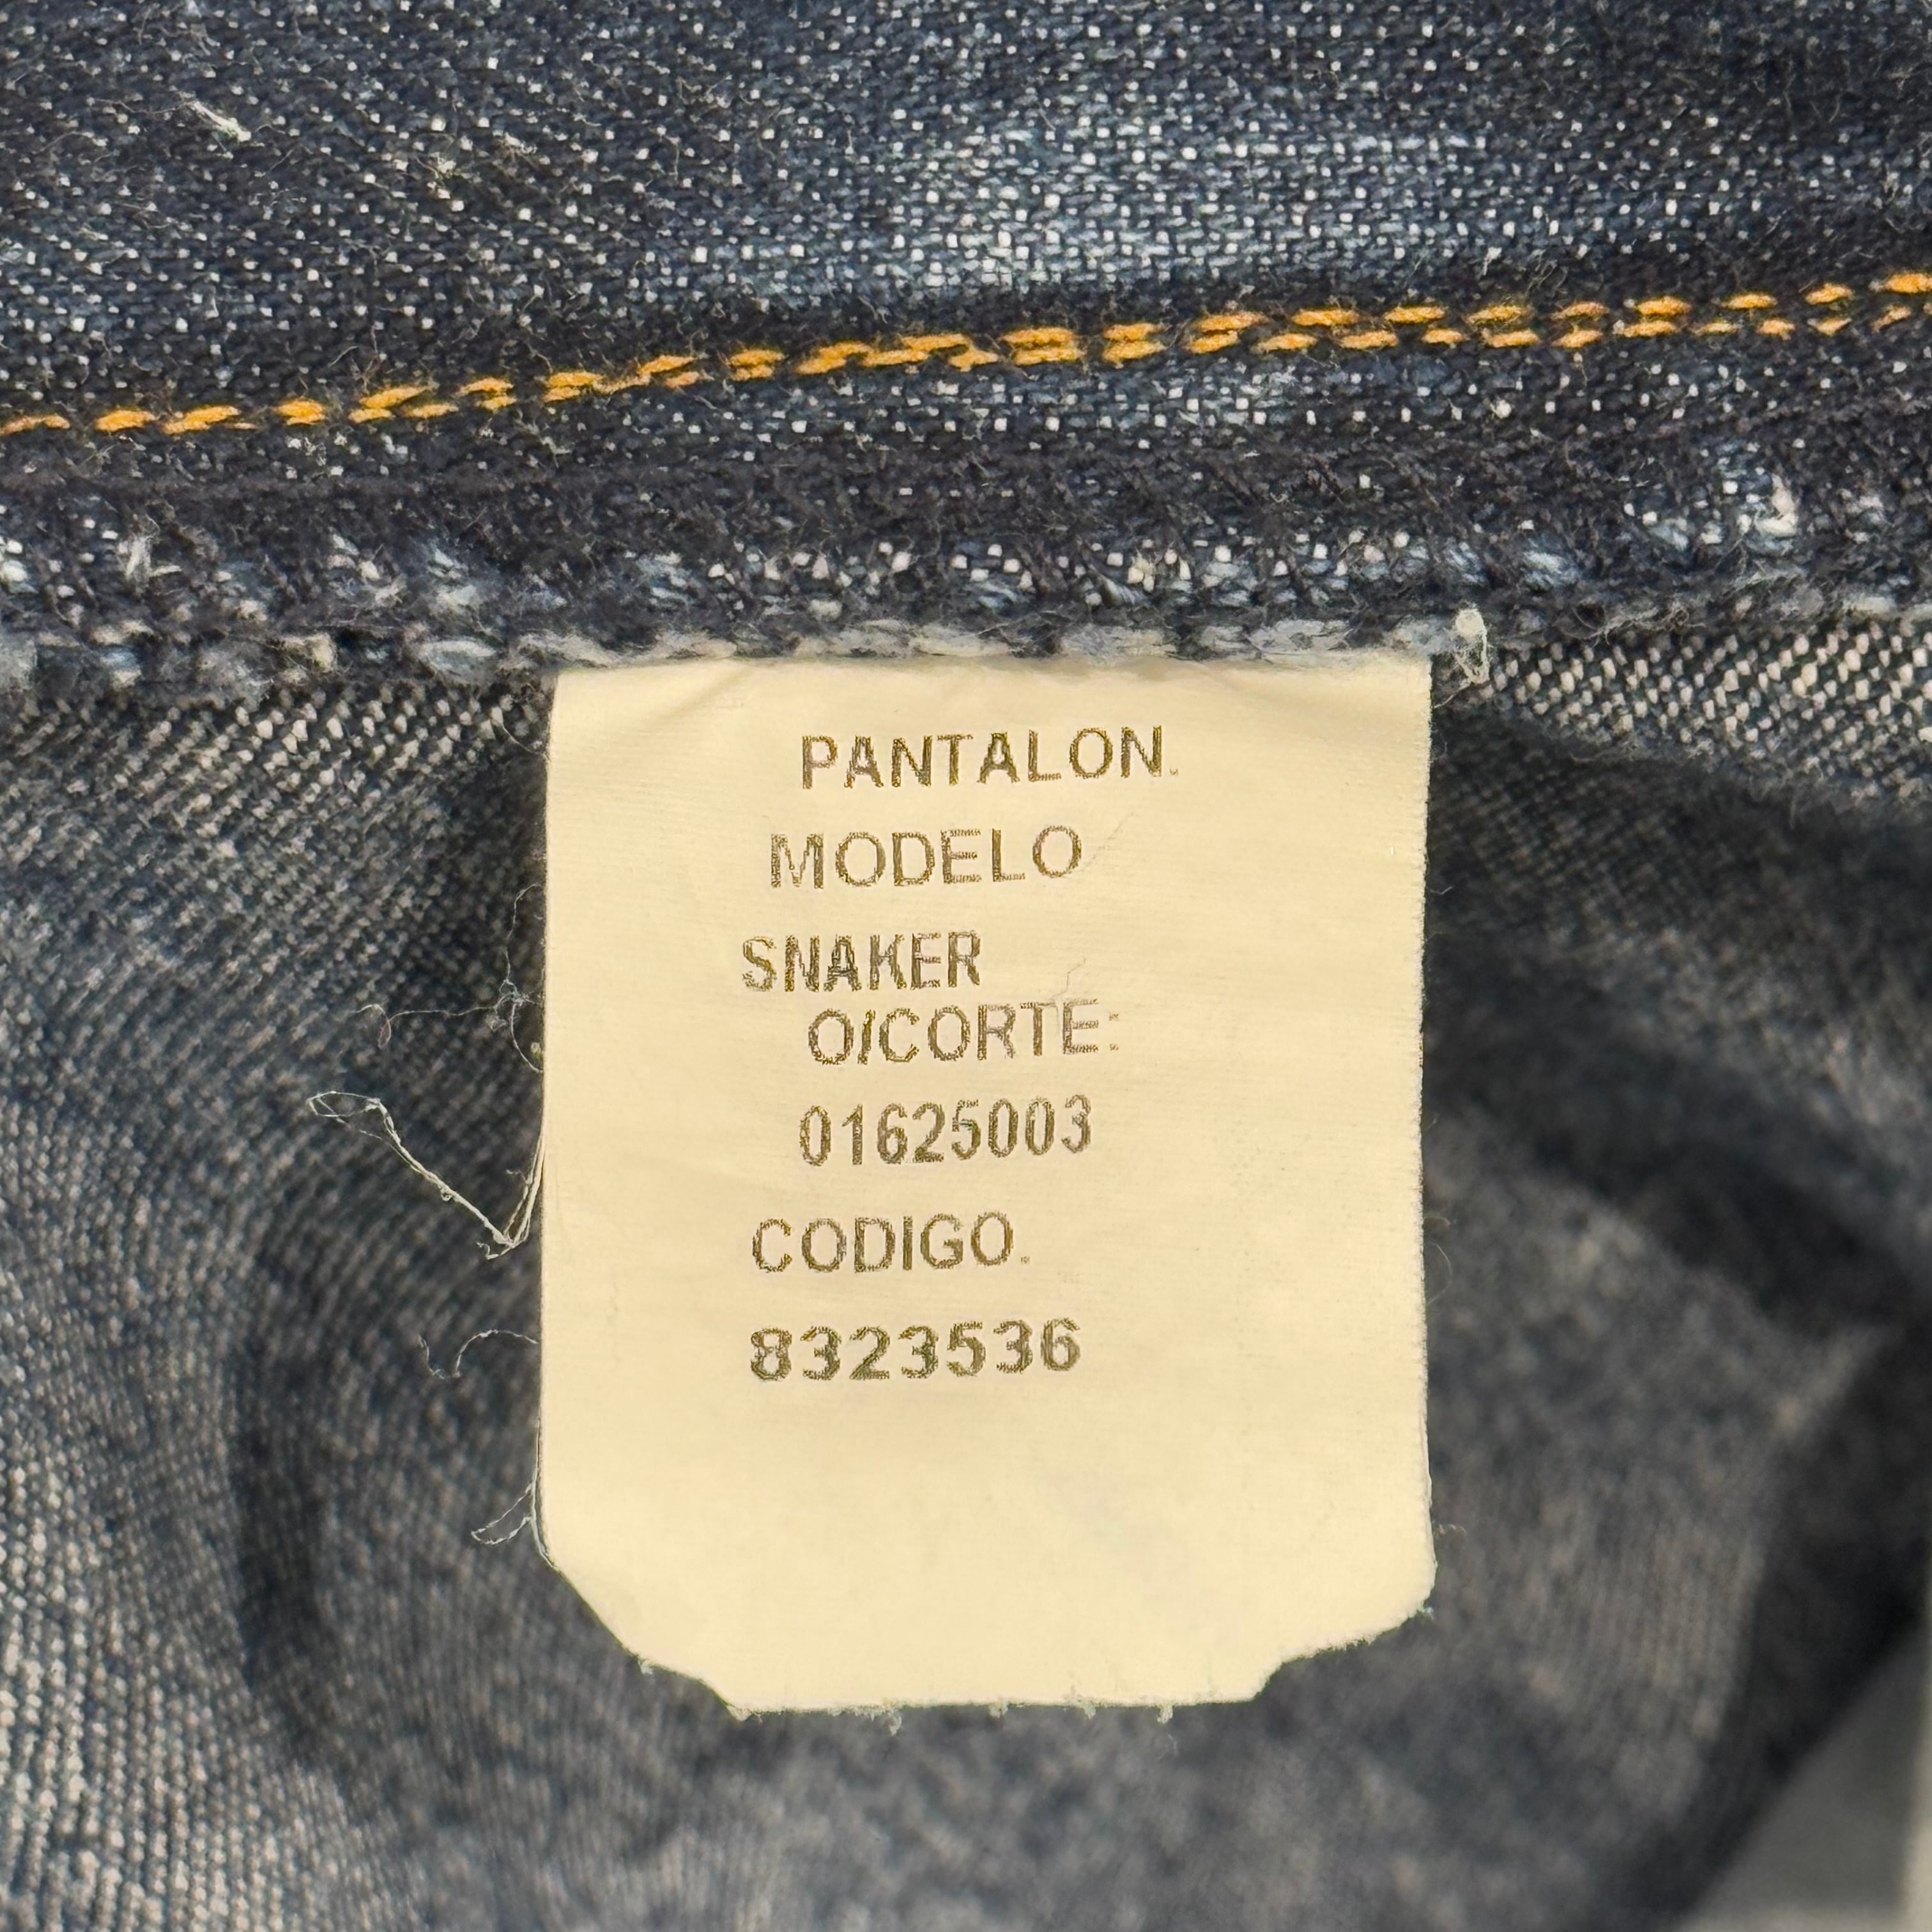 PANTALON.
MODELO
SNAKER
O/CORTE:
01625003
CODIGO.
8323536